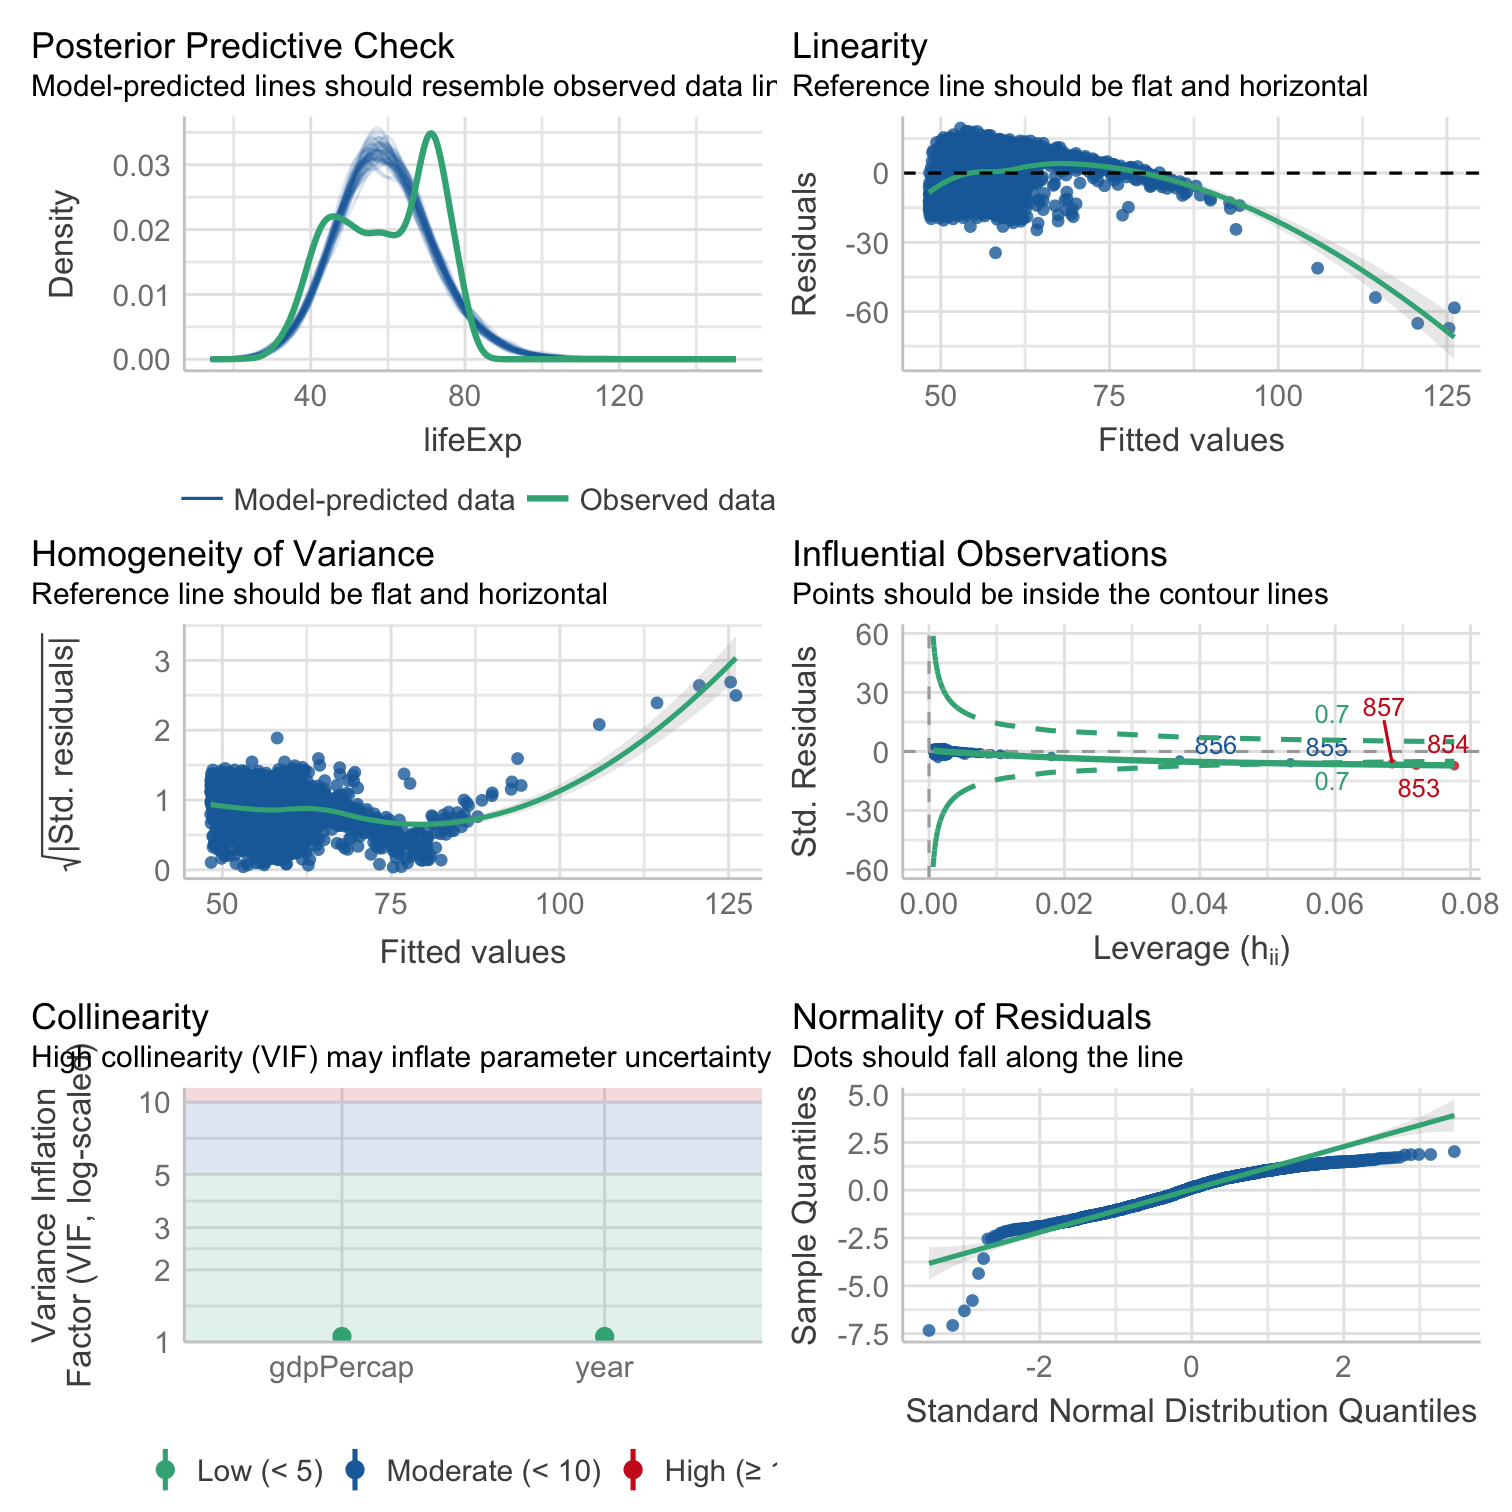 Posterior Predictive Check
Model-predicted lines should resemble observed data lin
Density
0.03
0.02
0.01
0.00
40
80
120
lifeExp
Model-predicted data
Observed data
Linearity
Reference line should be flat and horizontal
Residuals
0
-30
-60
50
75
100
125
Fitted values
Homogeneity of Variance
Reference line should be flat and horizontal
√|Std. residuals|
3
2
1
0
50
75
100
125
Fitted values
Influential Observations
Points should be inside the contour lines
Std. Residuals
60
30
0
-30
-60
0.7
857
856
855
854
0.7
853
0.00
0.02
0.04
0.06
0.08
Leverage (hii)
Collinearity
High collinearity (VIF) may inflate parameter uncertainty
Variance Inflation
Factor (VIF, log-scaled)
10
5
3
2
1
gdpPercap
year
Low (< 5)
Moderate (< 10)
High (≥ 1
Normality of Residuals
Dots should fall along the line
Sample Quantiles
5.0
2.5
0.0
-2.5
-5.0
-7.5
-2
0
2
Standard Normal Distribution Quantiles